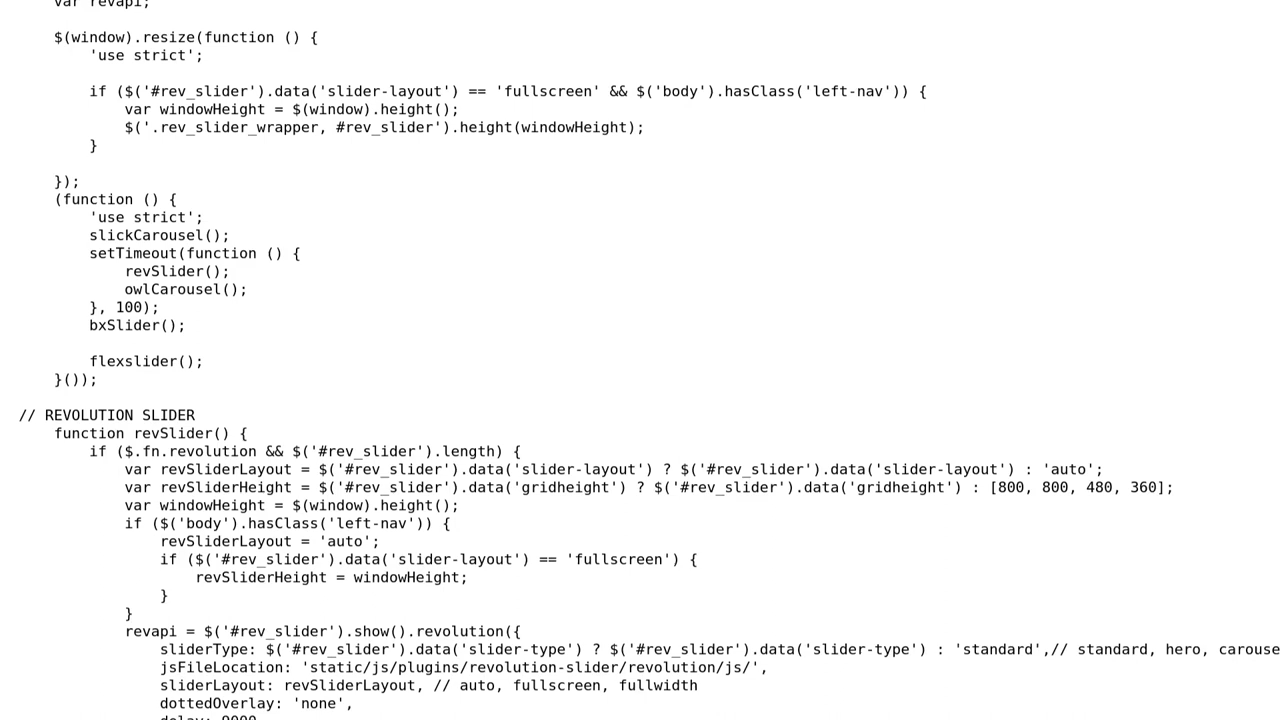 var revapi;

    $(window).resize(function () {
        'use strict';

        if ($('#rev_slider').data('slider-layout') == 'fullscreen' && $('body').hasClass('left-nav')) {
            var windowHeight = $(window).height();
            $('.rev_slider_wrapper, #rev_slider').height(windowHeight);
        }

    });
    (function () {
        'use strict';
        slickCarousel();
        setTimeout(function () {
            revSlider();
            owlCarousel();
        }, 100);
        bxSlider();

        flexslider();
    }());

// REVOLUTION SLIDER
    function revSlider() {
        if ($.fn.revolution && $('#rev_slider').length) {
            var revSliderLayout = $('#rev_slider').data('slider-layout') ? $('#rev_slider').data('slider-layout') : 'auto';
            var revSliderHeight = $('#rev_slider').data('gridheight') ? $('#rev_slider').data('gridheight') : [800, 800, 480, 360];
            var windowHeight = $(window).height();
            if ($('body').hasClass('left-nav')) {
                revSliderLayout = 'auto';
                if ($('#rev_slider').data('slider-layout') == 'fullscreen') {
                    revSliderHeight = windowHeight;
                }
            }
            revapi = $('#rev_slider').show().revolution({
                sliderType: $('#rev_slider').data('slider-type') ? $('#rev_slider').data('slider-type') : 'standard',// standard, hero, carouse
                jsFileLocation: 'static/js/plugins/revolution-slider/revolution/js/',
                sliderLayout: revSliderLayout, // auto, fullscreen, fullwidth
                dottedOverlay: 'none',
                delay: 9000